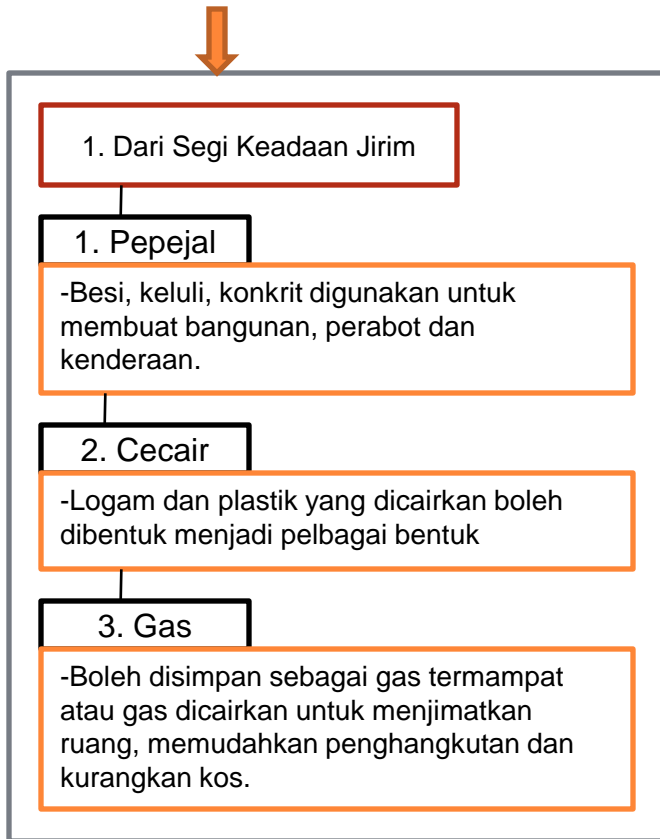 1. Dari Segi Keadaan Jirim
1. Pepejal
-Besi, keluli, konkrit digunakan untuk
membuat bangunan, perabot dan
kenderaan.
2. Cecair
-Logam dan plastik yang dicairkan boleh
dibentuk menjadi pelbagai bentuk
3. Gas
-Boleh disimpan sebagai gas termampat
atau gas dicairkan untuk menjimatkan
ruang, memudahkan penghangkutan dan
kurangkan kos.